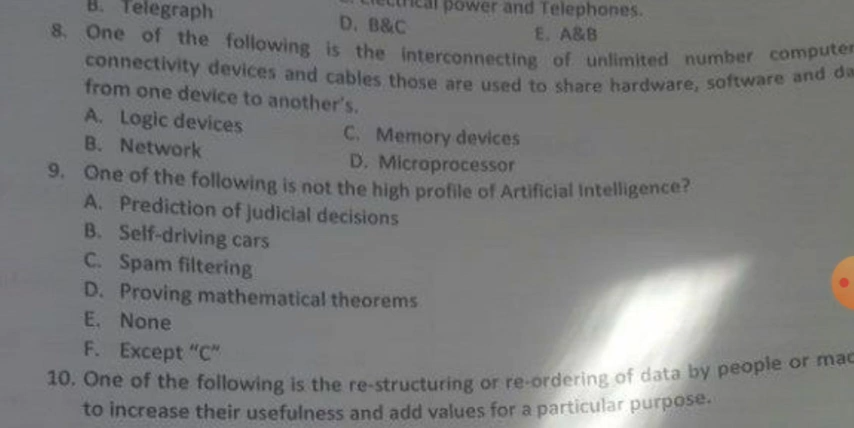 B. Telegraph
Electrical power and Telephones.
D. B&C
E. A&B
8. One of the following is the interconnecting of unlimited number computer
connectivity devices and cables those are used to share hardware, software and da
from one device to another's.
A. Logic devices
C. Memory devices
B. Network
D. Microprocessor
9. One of the following is not the high profile of Artificial Intelligence?
A. Prediction of judicial decisions
B. Self-driving cars
C. Spam filtering
D. Proving mathematical theorems
E. None
F. Except "C"
10. One of the following is the re-structuring or re-ordering of data by people or mac
to increase their usefulness and add values for a particular purpose.